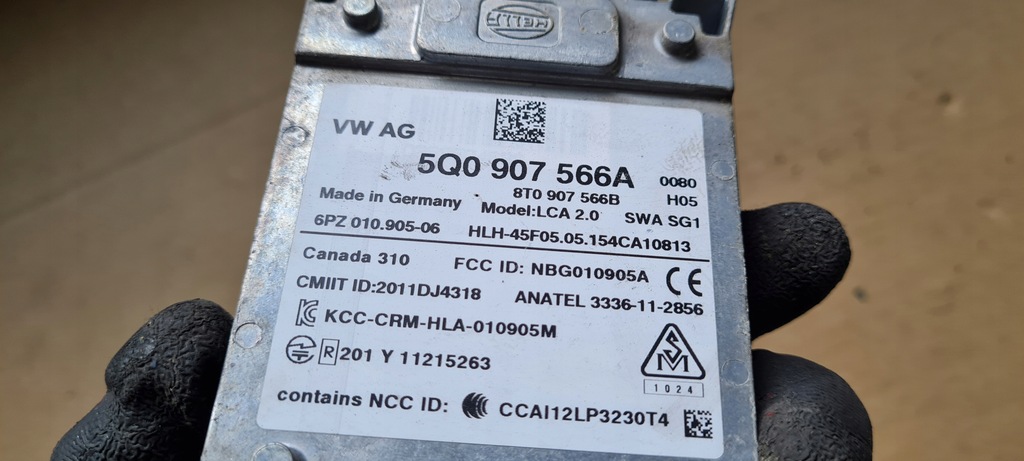 HELLA
VW AG
5Q0 907 566A 0080
8T0 907 566B H05
Made in Germany Model:LCA 2.0 SWA SG1
6PZ 010.905-06 HLH-45F05.05.154CA10813
Canada 310 FCC ID: NBG010905A CE
CMIIT ID:2011DJ4318 ANATEL 3336-11-2856
KCC-CRM-HLA-010905M
R 201 Y 11215263
1024
contains NCC ID: CCAI12LP3230T4